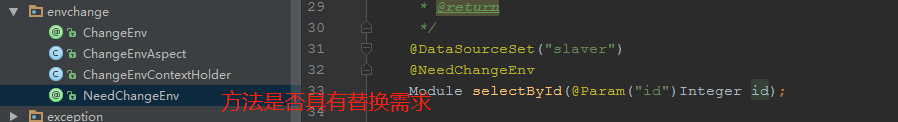 envchange
ChangeEnv
ChangeEnvAspect
ChangeEnvContextHolder
NeedChangeEnv
exception
29 * @return
30 */
31 @DataSourceSet("slaver")
32 @NeedChangeEnv
33 Module selectById(@Param("id")Integer id);
34
方法是否具有替换需求